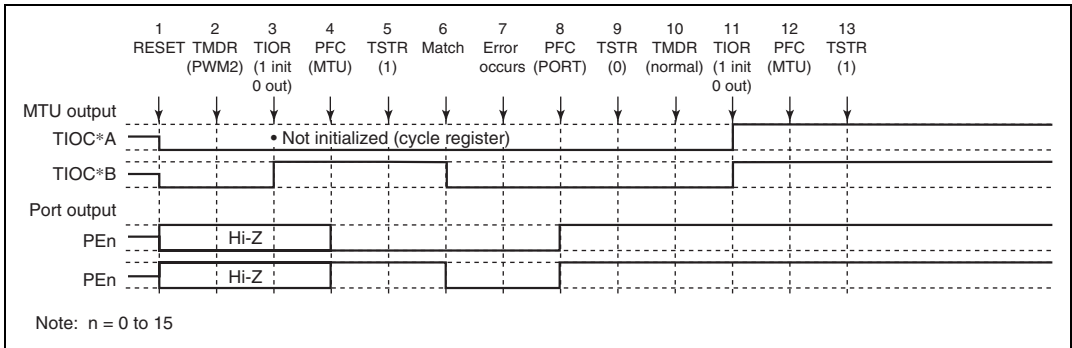 1 2 3 4 5 6 7 8 9 10 11 12 13
RESET TMDR TIOR PFC TSTR Match Error PFC TSTR TMDR TIOR PFC TSTR
(PWM2) (1 init (MTU) (1) occurs (PORT) (0) (normal) (1 init (MTU) (1)
0 out) 0 out)
MTU output
TIOC*A • Not initialized (cycle register)
TIOC*B
Port output
PEn Hi-Z
PEn Hi-Z
Note: n = 0 to 15